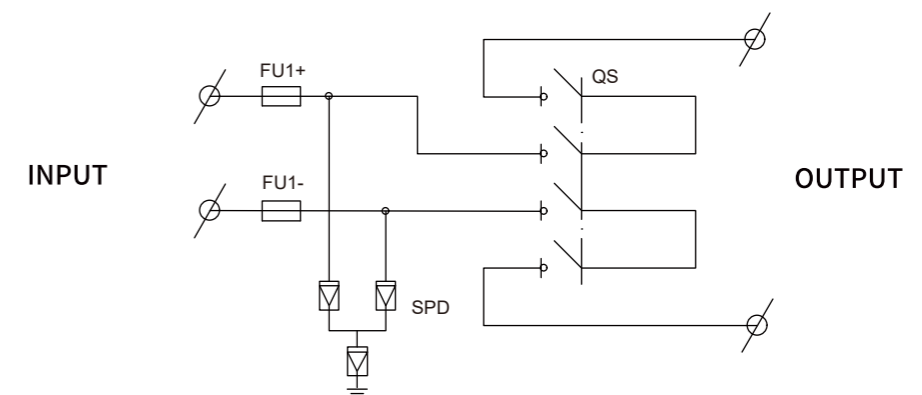 FU1+
QS
INPUT
OUTPUT
FU1-
SPD